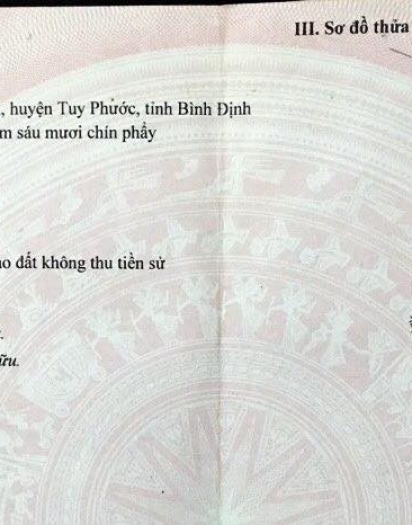 III. Sơ đồ thửa
, huyện Tuy Phước, tỉnh Bình Định
m sáu mươi chín phẩy
ao đất không thu tiền sử
ữu.